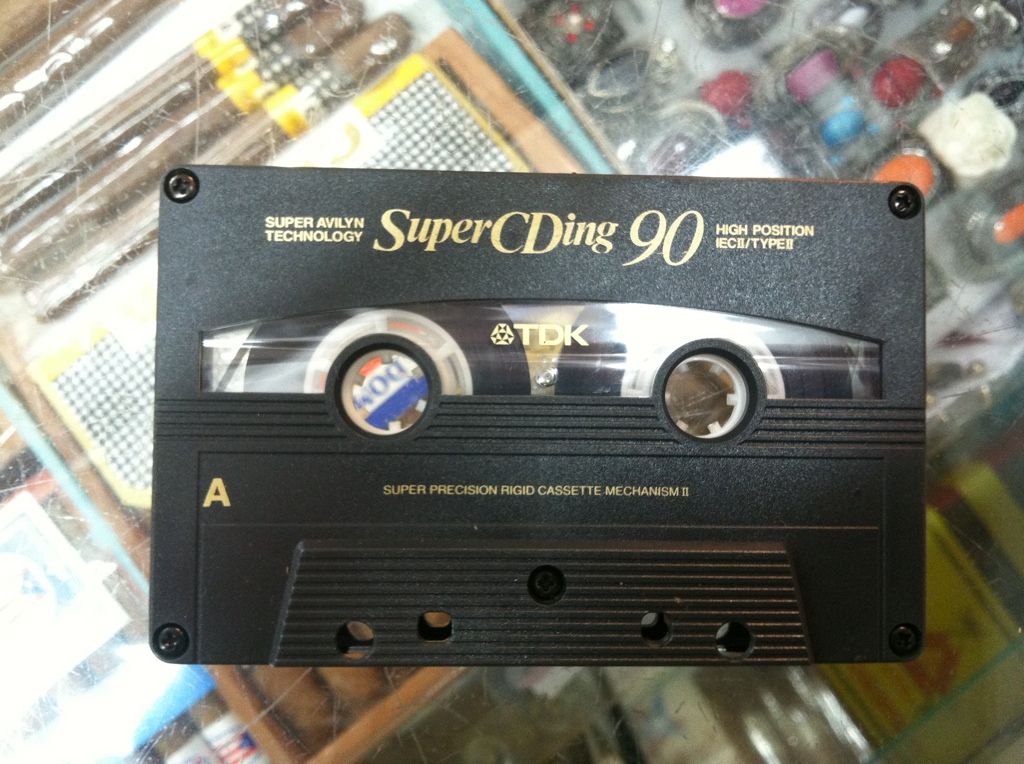 SUPER AVILYN
TECHNOLOGY
SuperCDing 90
HIGH POSITION
IECII/TYPEII
TDK
A
SUPER PRECISION RIGID CASSETTE MECHANISM II